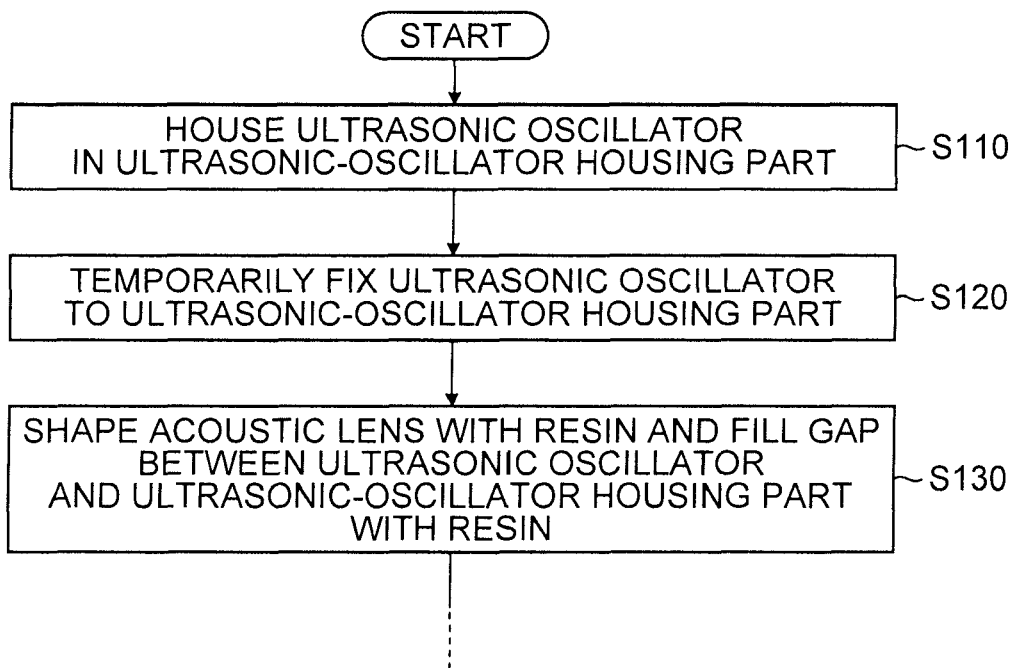 START
HOUSE ULTRASONIC OSCILLATOR
IN ULTRASONIC-OSCILLATOR HOUSING PART
S110
TEMPORARILY FIX ULTRASONIC OSCILLATOR
TO ULTRASONIC-OSCILLATOR HOUSING PART
S120
SHAPE ACOUSTIC LENS WITH RESIN AND FILL GAP
BETWEEN ULTRASONIC OSCILLATOR
AND ULTRASONIC-OSCILLATOR HOUSING PART
WITH RESIN
S130